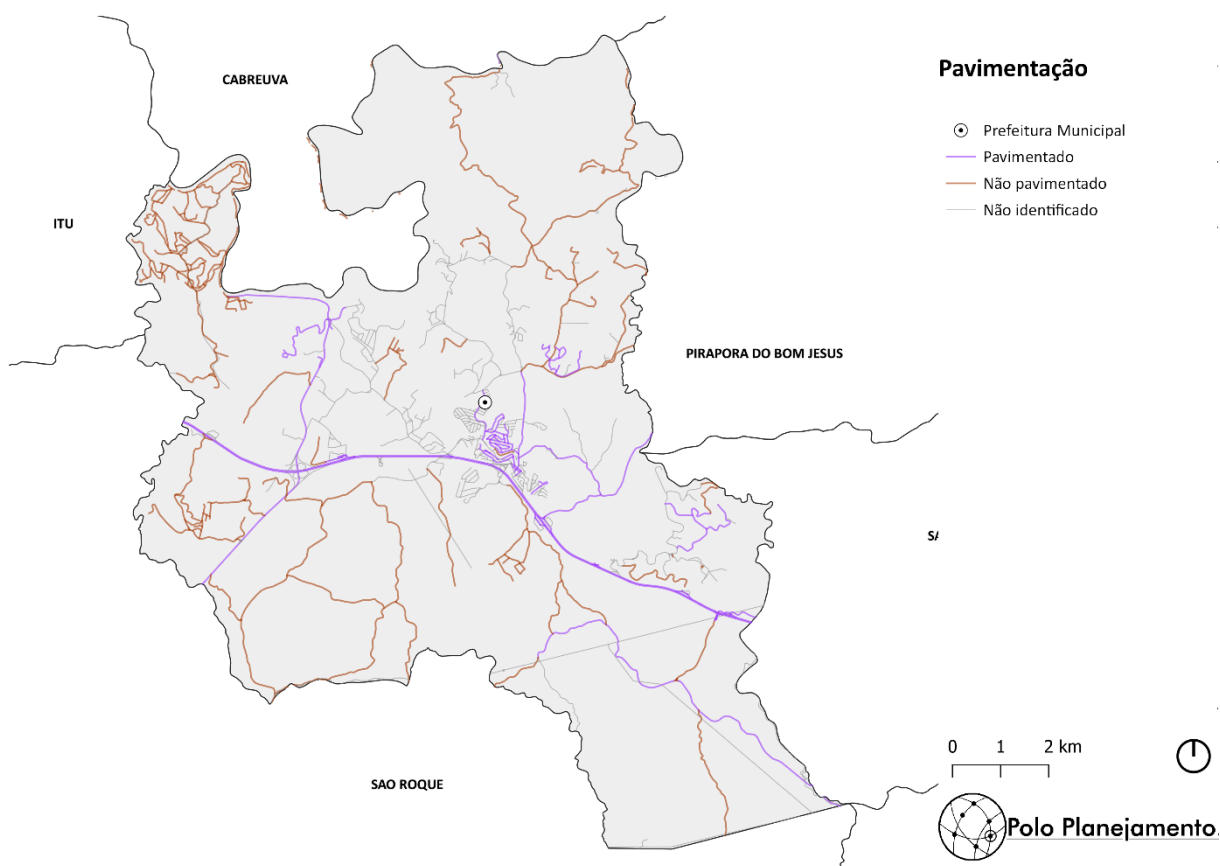 CABREUVA
ITU
PIRAPORA DO BOM JESUS
SAO ROQUE
Pavimentação
Prefeitura Municipal
Pavimentado
Não pavimentado
Não identificado
0 1 2 km
Polo Planejamento.